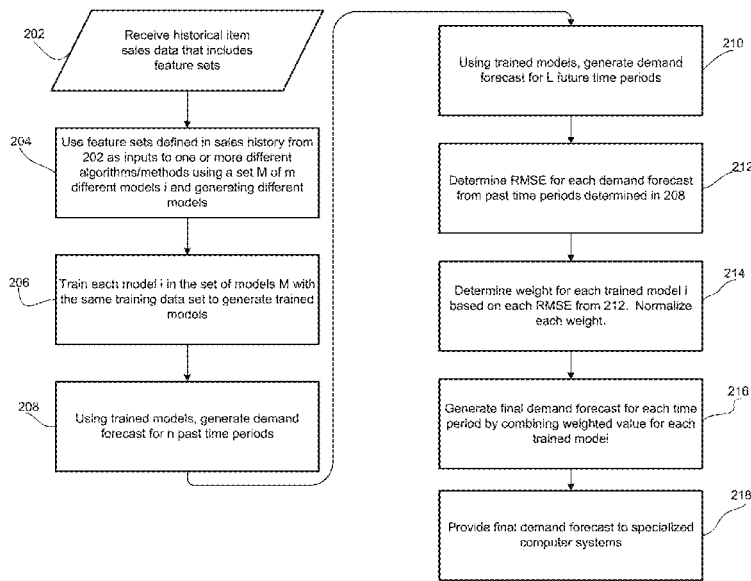 202
Receive historical item
sales data that includes
feature sets
204
Use feature sets defined in sales history from
202 as inputs to one or more different
algorithms/methods using a set M of m
different models i and generating different
models
206
Train each model i in the set of models M with
the same training data set to generate trained
models
208
Using trained models, generate demand
forecast for n past time periods
210
Using trained models, generate demand
forecast for L future time periods
212
Determine RMSE for each demand forecast
from past time periods determined in 208
214
Determine weight for each trained model i
based on each RMSE from 212. Normalize
each weight.
216
Generate final demand forecast for each time
period by combining weighted value for each
trained model
218
Provide final demand forecast to specialized
computer systems